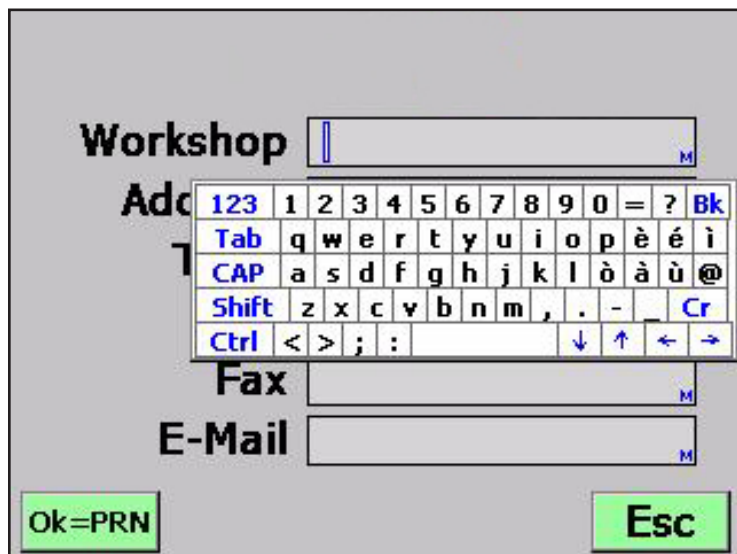 Workshop
M
123 1 2 3 4 5 6 7 8 9 0 = ? Bk
Tab q w e r t y u i o p è é ì
CAP a s d f g h j k l ò à ù @
Shift z x c v b n m , . - _ Cr
Ctrl < > ; : ↓ ↑ ← →
Fax
M
E-Mail
M
Ok=PRN Esc